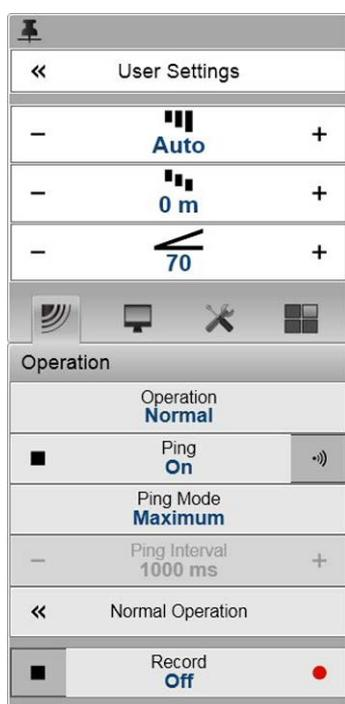 « User Settings
- Auto +
- 0 m +
- 70 +
Operation
Operation
Normal
Ping
On
Ping Mode
Maximum
Ping Interval
- 1000 ms +
« Normal Operation
Record
Off